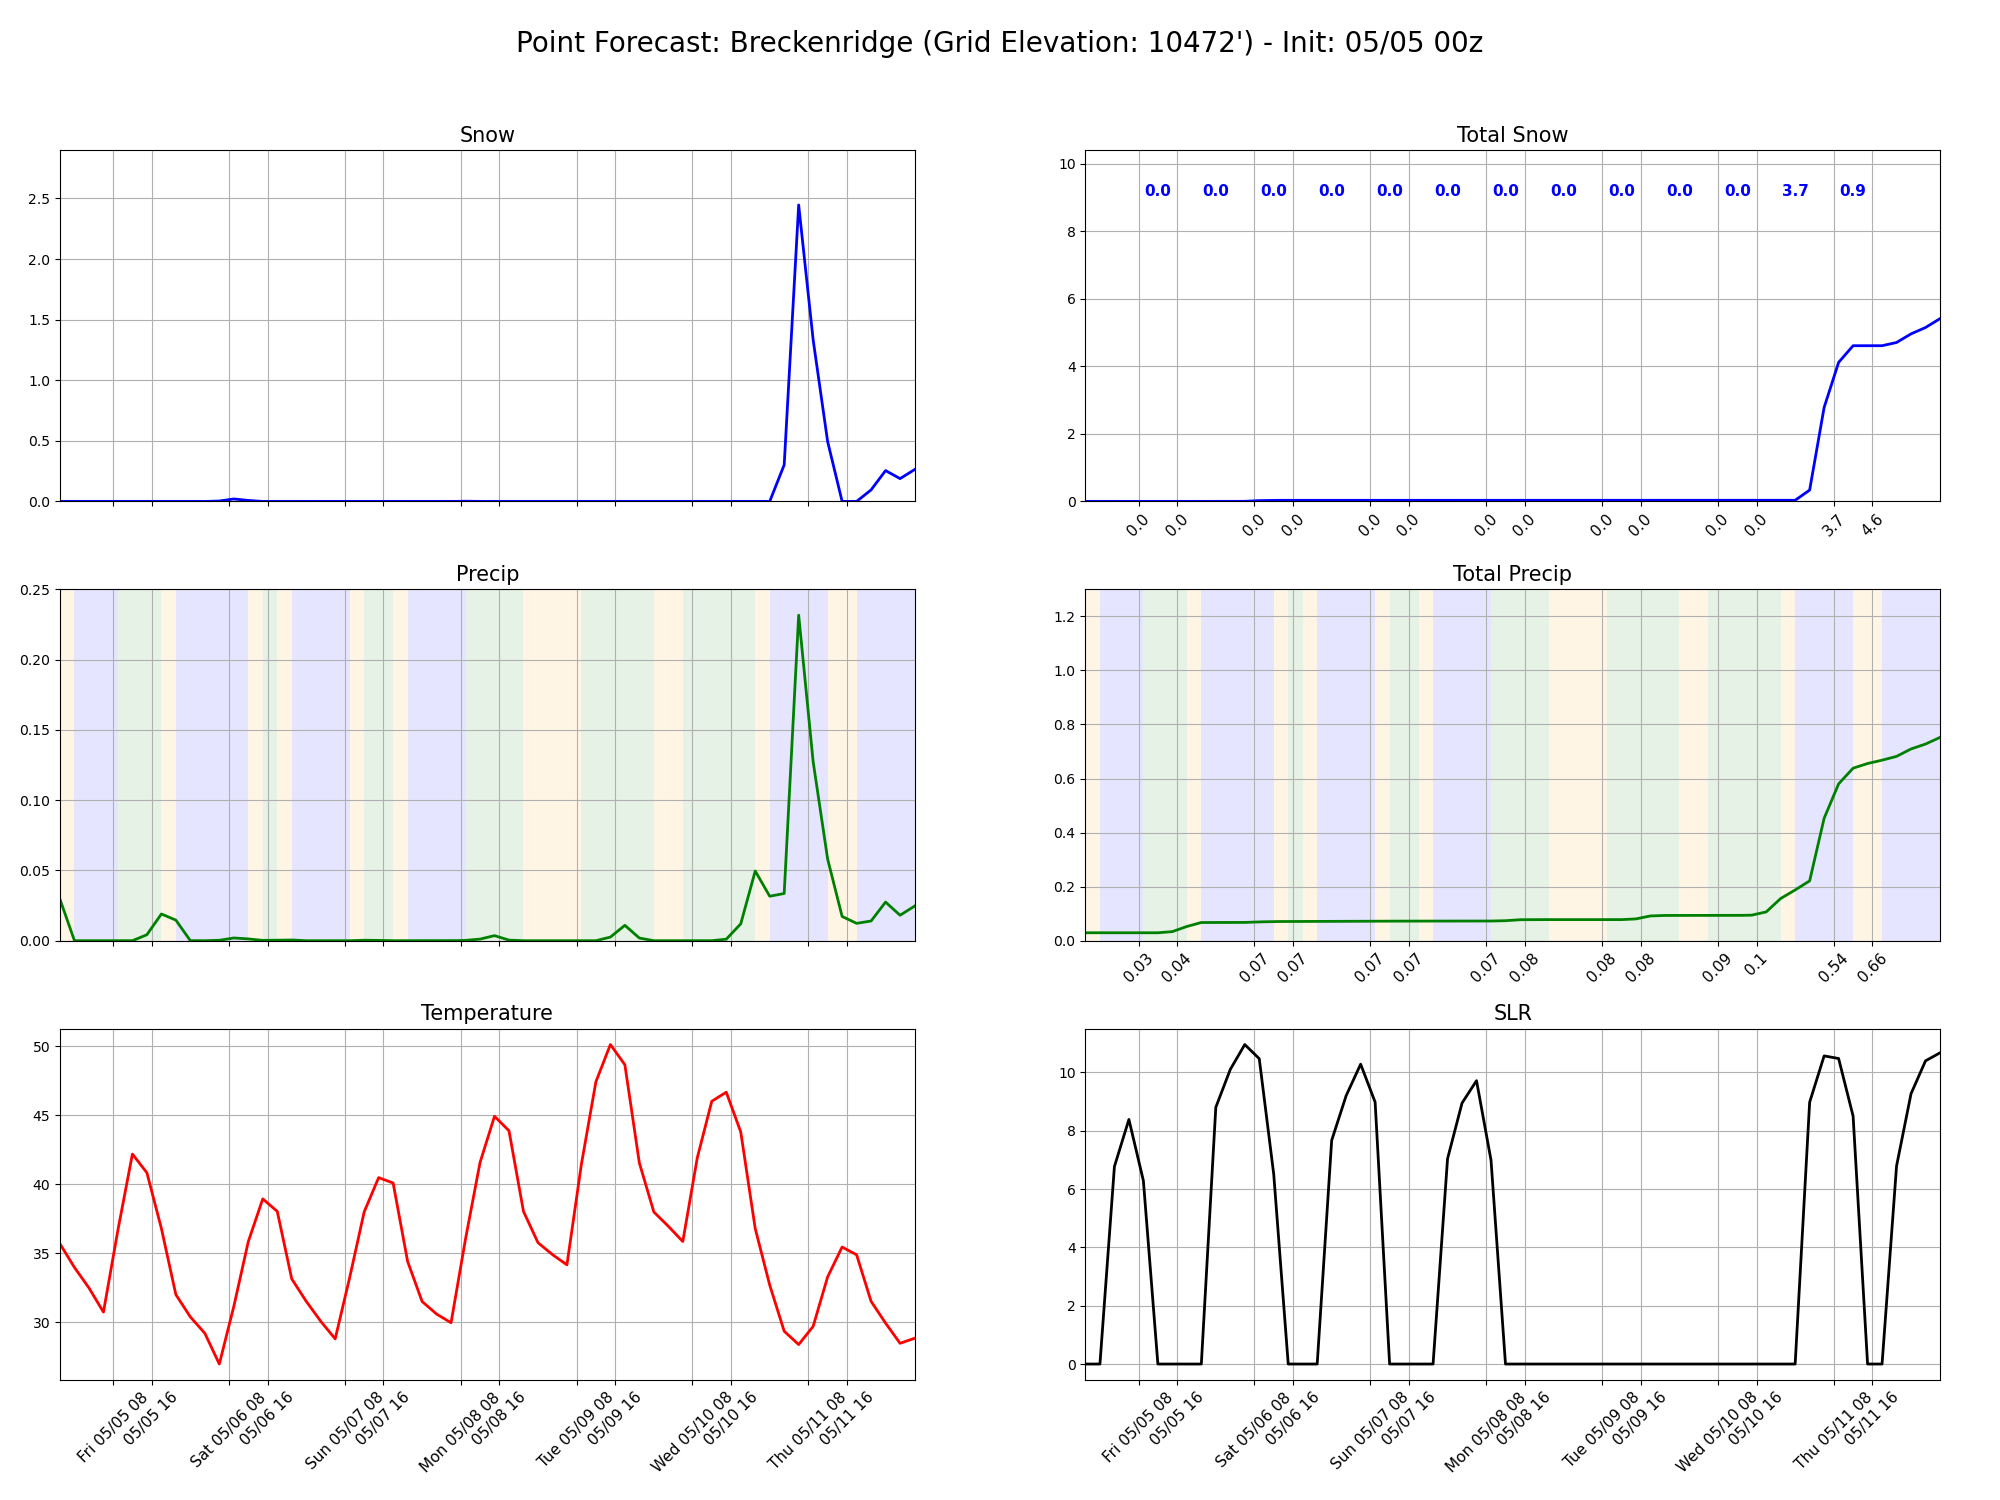 Point Forecast: Breckenridge (Grid Elevation: 10472') - Init: 05/05 00z
Snow
2.5
2.0
1.5
1.0
0.5
0.0
Total Snow
10
8
6
4
2
0
0.0 0.0 0.0 0.0 0.0 0.0 0.0 0.0 0.0 0.0 0.0 3.7 0.9
0.0 0.0 0.0 0.0 0.0 0.0 0.0 0.0 0.0 0.0 0.0 0.0 3.7 4.6
Precip
0.25
0.20
0.15
0.10
0.05
0.00
Total Precip
1.2
1.0
0.8
0.6
0.4
0.2
0.0
0.03 0.04 0.07 0.07 0.07 0.07 0.07 0.08 0.08 0.08 0.09 0.1 0.54 0.66
Temperature
50
45
40
35
30
Fri 05/05 08
05/05 16
Sat 05/06 08
05/06 16
Sun 05/07 08
05/07 16
Mon 05/08 08
05/08 16
Tue 05/09 08
05/09 16
Wed 05/10 08
05/10 16
Thu 05/11 08
05/11 16
SLR
10
8
6
4
2
0
Fri 05/05 08
05/05 16
Sat 05/06 08
05/06 16
Sun 05/07 08
05/07 16
Mon 05/08 08
05/08 16
Tue 05/09 08
05/09 16
Wed 05/10 08
05/10 16
Thu 05/11 08
05/11 16